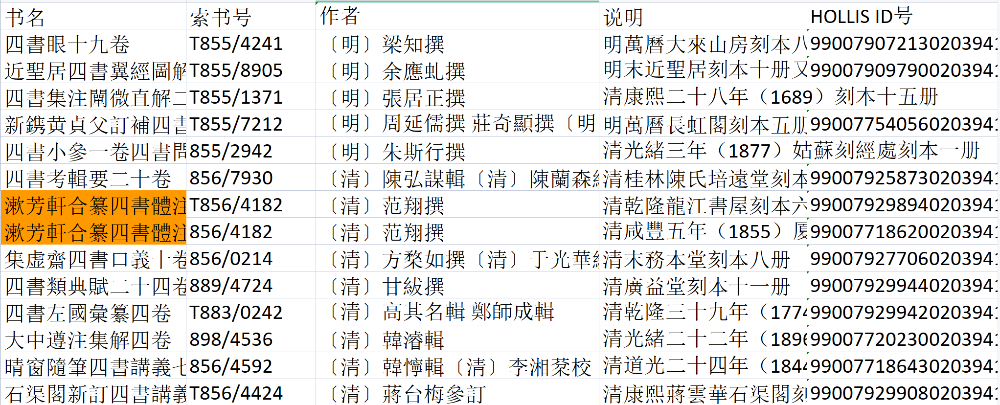 书名 索书号 作者 说明 HOLLIS ID号
四書眼十九卷 T855/4241 〔明〕梁知撰 明萬曆大來山房刻本八 99007907213020394
近聖居四書翼經圖解 T855/8905 〔明〕余應虬撰 明末近聖居刻本十册又 99007909790020394
四書集注闡微直解二 T855/1371 〔明〕張居正撰 清康熙二十八年（1689）刻本十五册
新鐫黄貞父訂補四書 T855/7212 〔明〕周延儒撰 莊奇顯撰〔明 明萬曆長虹閣刻本五册 99007754056020394
四書小參一卷四書問 855/2942 〔明〕朱斯行撰 清光緒三年（1877）姑蘇刻經處刻本一册
四書考輯要二十卷 856/7930 〔清〕陳弘謀輯〔清〕陳蘭森 清桂林陳氏培遠堂刻本 99007925873020394
漱芳軒合纂四書體注 T856/4182 〔清〕范翔撰 清乾隆龍江書屋刻本六 99007929894020394
漱芳軒合纂四書體注 856/4182 〔清〕范翔撰 清咸豐五年（1855）厦 99007718620020394
集虚齋四書口義十卷 856/0214 〔清〕方楘如撰〔清〕于光華 清末務本堂刻本八册 99007927706020394
四書類典賦二十四卷 889/4724 〔清〕甘紱撰 清廣益堂刻本十一册 99007929944020394
四書左國彙纂四卷 T883/0242 〔清〕高其名輯 鄭師成輯 清乾隆三十九年（1774 99007929942020394
大中遵注集解四卷 898/4536 〔清〕韓濬輯 清光緒二十二年（1896 99007720230020394
晴窗隨筆四書講義七 856/4592 〔清〕韓懧輯〔清〕李湘棻校 清道光二十四年（1844 99007718643020394
石渠閣新訂四書講義 T856/4424 〔清〕蔣台梅參訂 清康熙蔣雲華石渠閣刻 99007929908020394